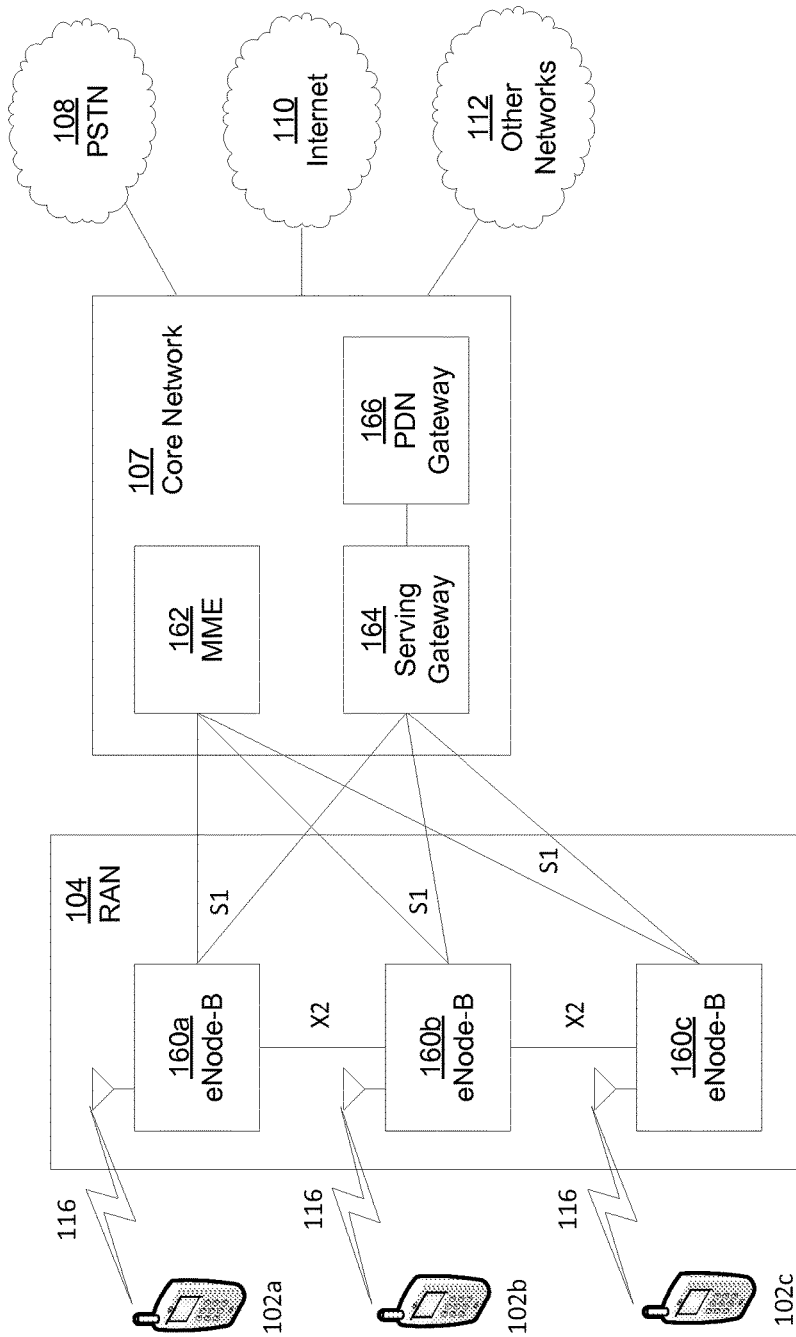 108
PSTN
110
Internet
112
Other
Networks
107
Core Network
162
MME
166
PDN
Gateway
164
Serving
Gateway
104
RAN
S1
S1
S1
160a
eNode-B
X2
160b
eNode-B
X2
160c
eNode-B
116
116
116
102a
102b
102c